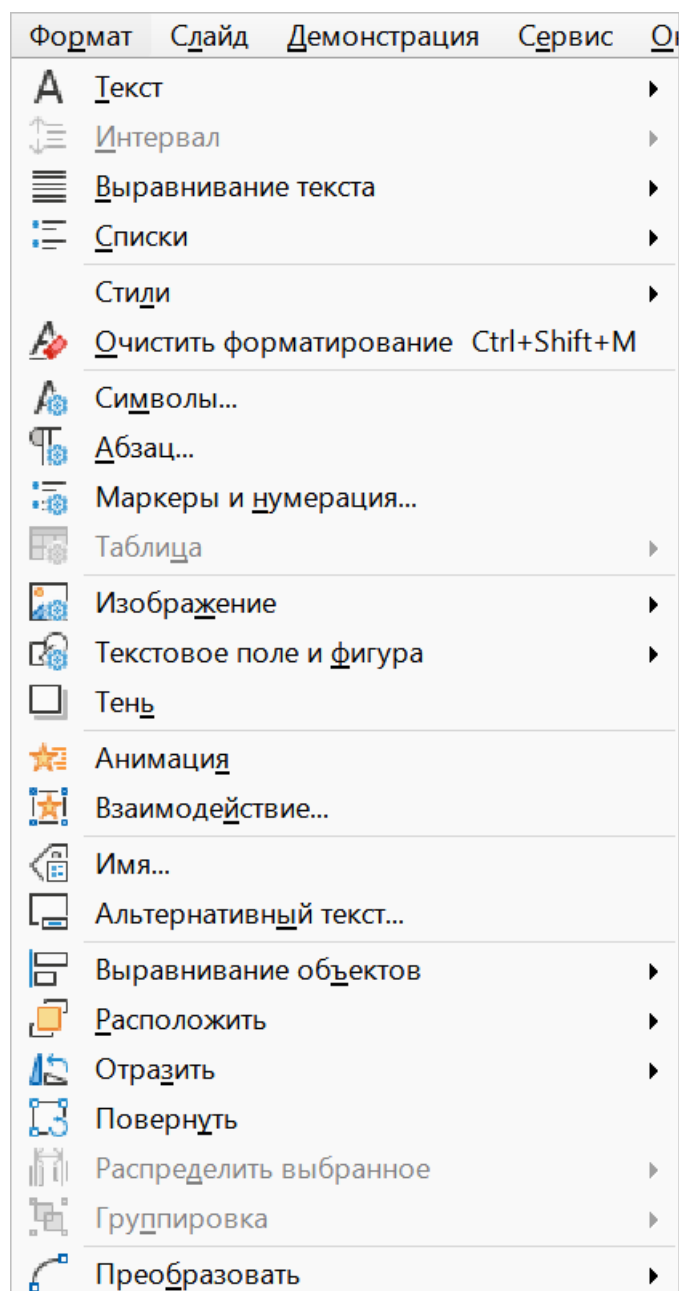 Формат Слайд Демонстрация Сервис
Текст
Интервал
Выравнивание текста
Списки
Стили
Очистить форматирование Ctrl+Shift+M
Символы...
Абзац...
Маркеры и нумерация...
Таблица
Изображение
Текстовое поле и фигура
Тень
Анимация
Взаимодействие...
Имя...
Альтернативный текст...
Выравнивание объектов
Расположить
Отразить
Повернуть
Распределить выбранное
Группировка
Преобразовать